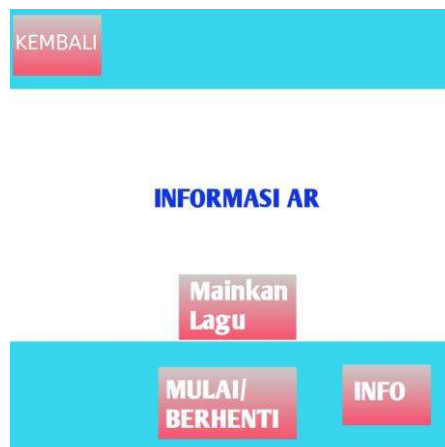 KEMBALI
INFORMASI AR
Mainkan
Lagu
MULAI/
BERHENTI
INFO